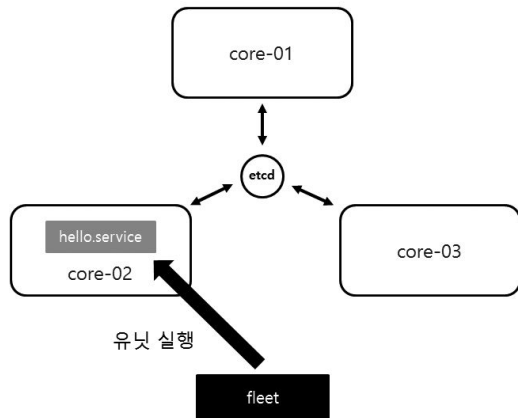 core-01
etcd
hello.service
core-02
core-03
유닛 실행
fleet